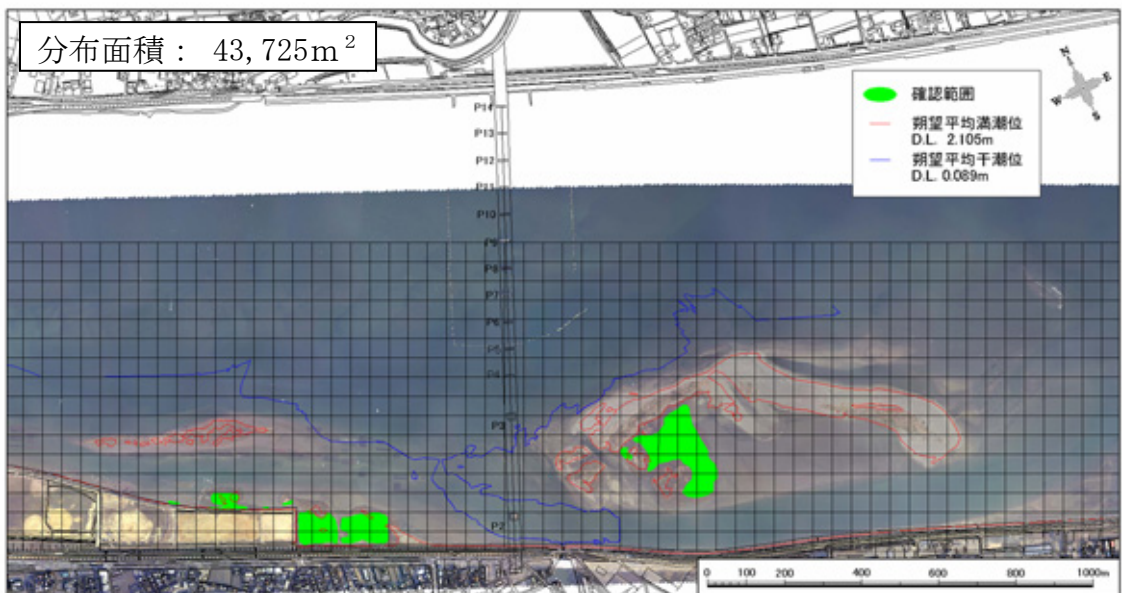 分布面積： 43,725m²
N
E
W
S
確認範囲
朔望平均満潮位
D.L. 2.105m
朔望平均干潮位
D.L. 0.089m
P14
P13
P12
P11
P10
P9
P8
P7
P6
P5
P4
P3
P2
0 100 200 400 600 800 1000m